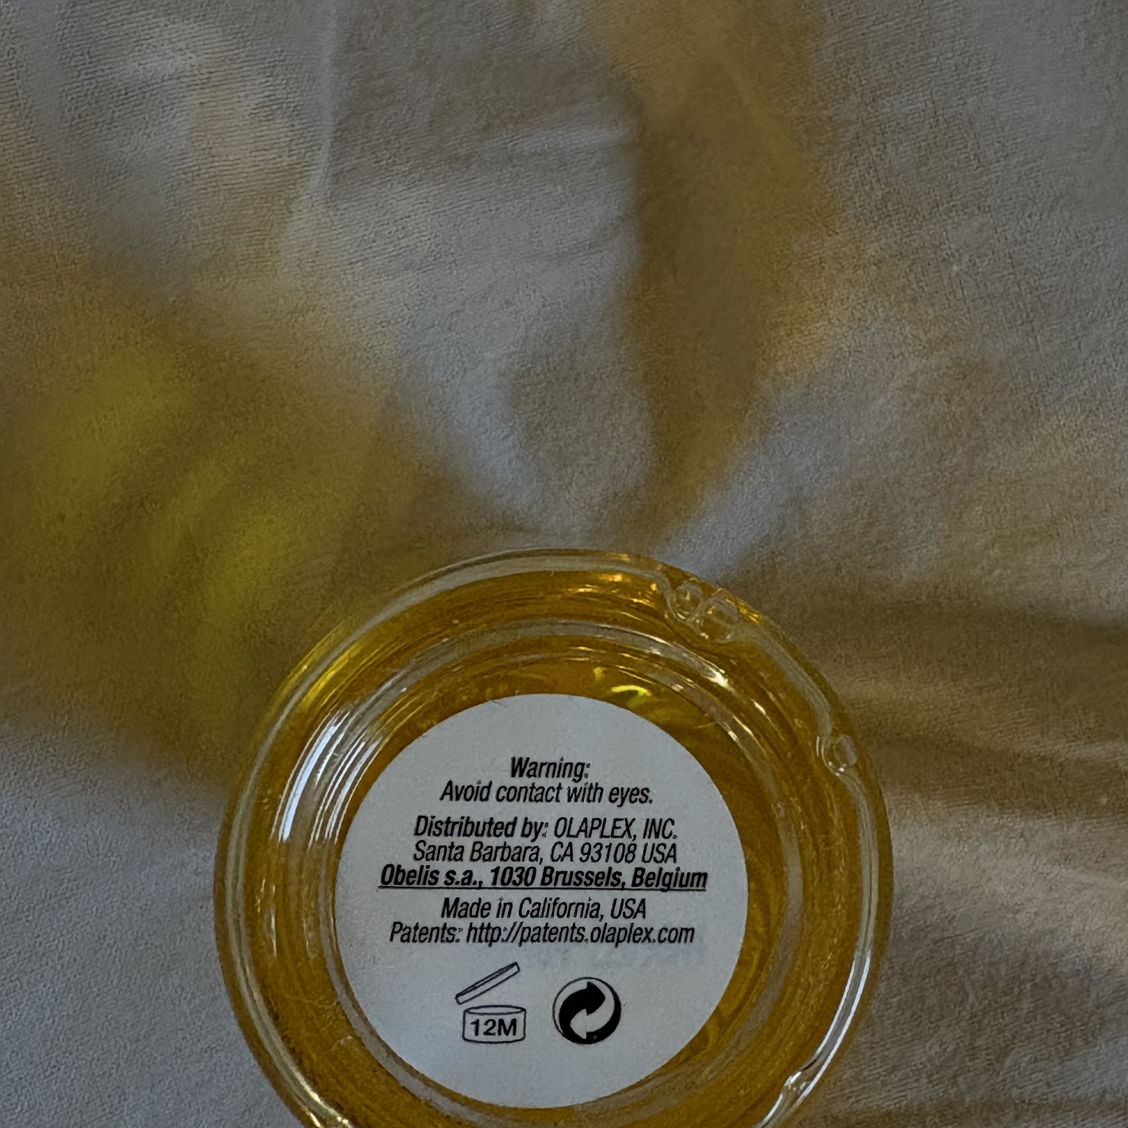 Warning:
Avoid contact with eyes.
Distributed by: OLAPLEX, INC.
Santa Barbara, CA 93108 USA
Obelis s.a., 1030 Brussels, Belgium
Made in California, USA
Patents: http://patents.olaplex.com
12M